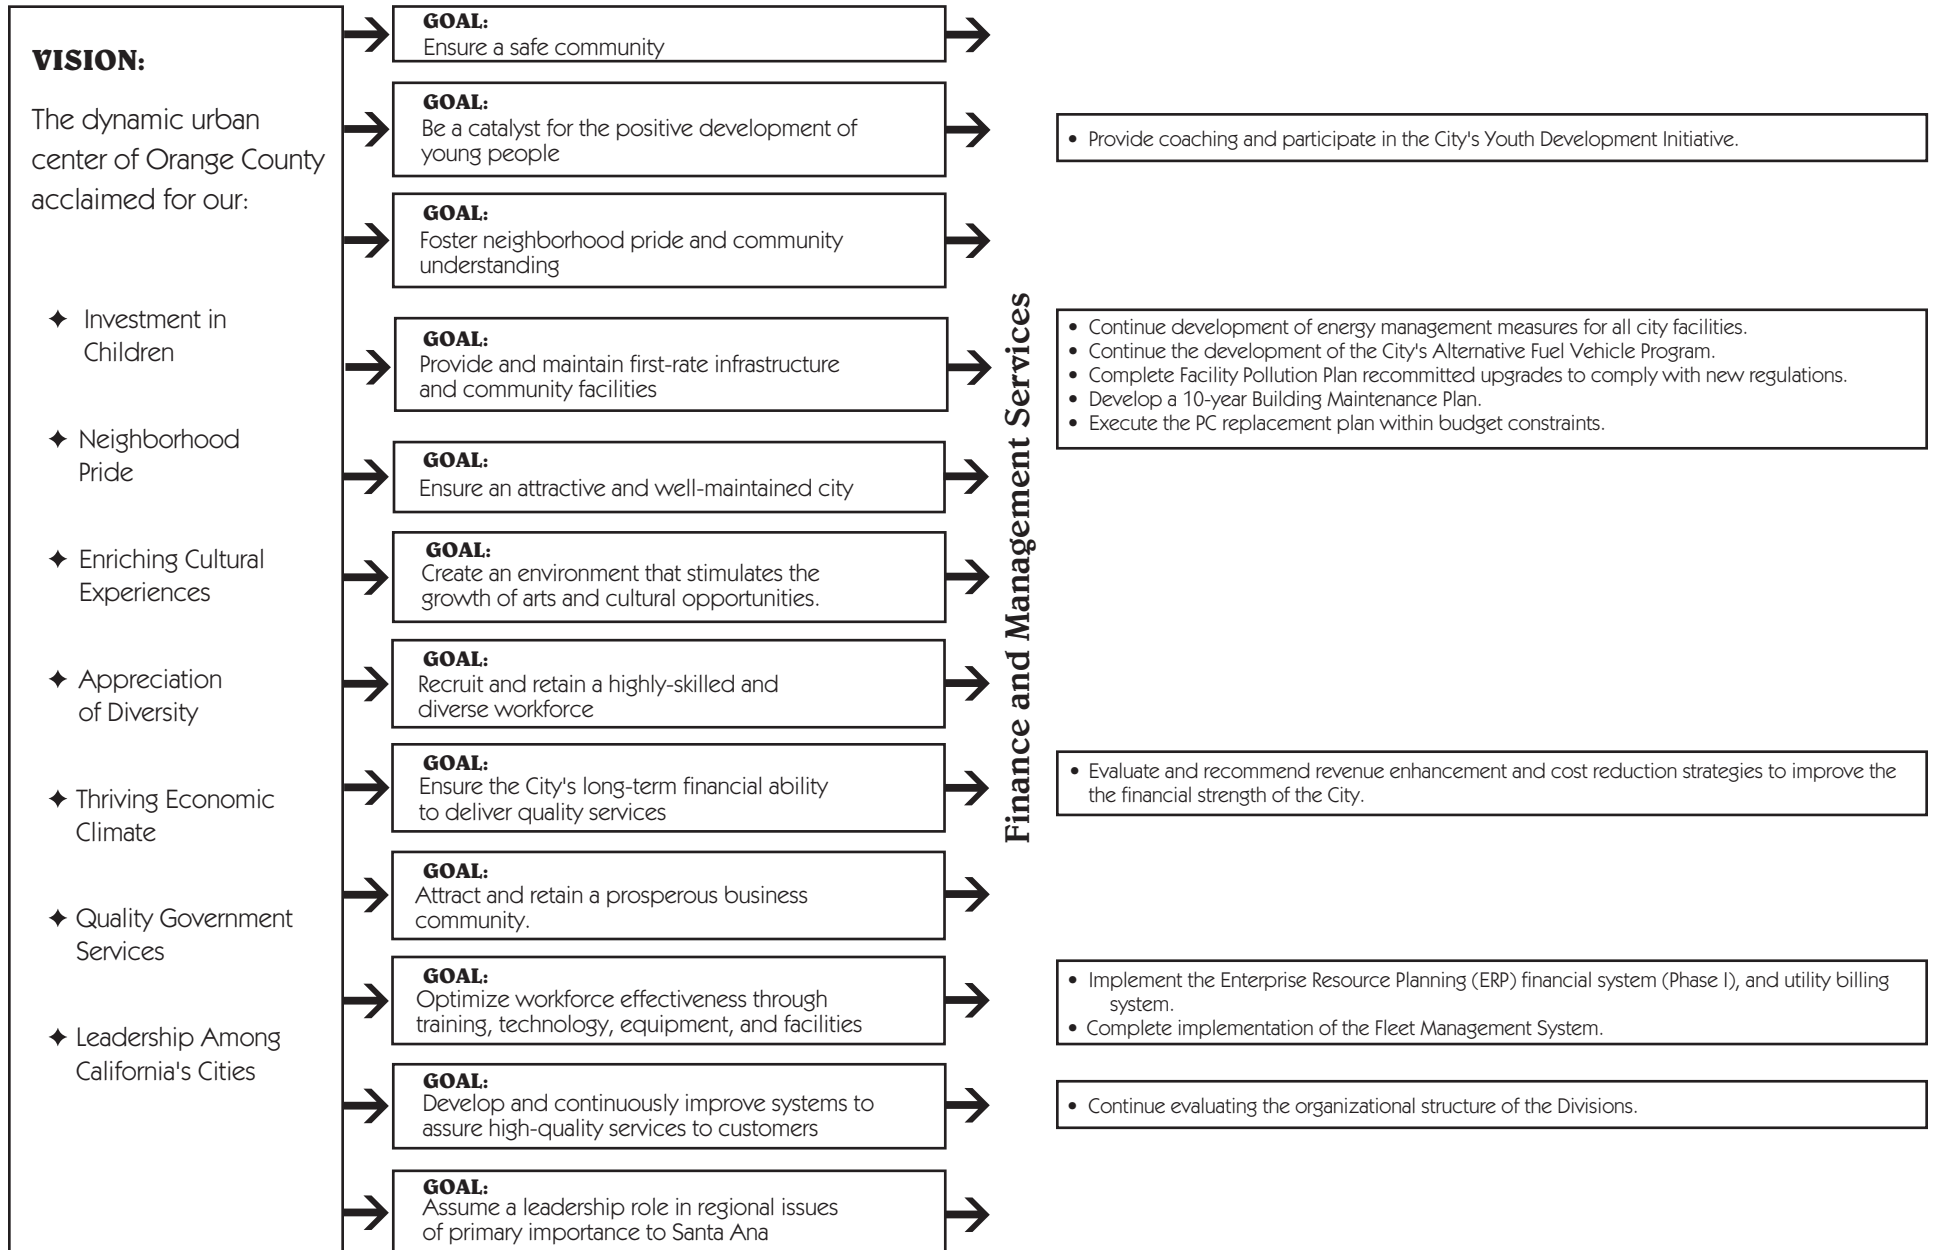 VISION:
The dynamic urban
center of Orange County
acclaimed for our:
✦ Investment in
Children
✦ Neighborhood
Pride
✦ Enriching Cultural
Experiences
✦ Appreciation
of Diversity
✦ Thriving Economic
Climate
✦ Quality Government
Services
✦ Leadership Among
California's Cities
GOAL:
Ensure a safe community
GOAL:
Be a catalyst for the positive development of
young people
GOAL:
Foster neighborhood pride and community
understanding
GOAL:
Provide and maintain first-rate infrastructure
and community facilities
GOAL:
Ensure an attractive and well-maintained city
GOAL:
Create an environment that stimulates the
growth of arts and cultural opportunities.
GOAL:
Recruit and retain a highly-skilled and
diverse workforce
GOAL:
Ensure the City's long-term financial ability
to deliver quality services
GOAL:
Attract and retain a prosperous business
community.
GOAL:
Optimize workforce effectiveness through
training, technology, equipment, and facilities
GOAL:
Develop and continuously improve systems to
assure high-quality services to customers
GOAL:
Assume a leadership role in regional issues
of primary importance to Santa Ana
Finance and Management Services
• Provide coaching and participate in the City's Youth Development Initiative.
• Continue development of energy management measures for all city facilities.
• Continue the development of the City's Alternative Fuel Vehicle Program.
• Complete Facility Pollution Plan recommitted upgrades to comply with new regulations.
• Develop a 10-year Building Maintenance Plan.
• Execute the PC replacement plan within budget constraints.
• Evaluate and recommend revenue enhancement and cost reduction strategies to improve the
the financial strength of the City.
• Implement the Enterprise Resource Planning (ERP) financial system (Phase I), and utility billing
system.
• Complete implementation of the Fleet Management System.
• Continue evaluating the organizational structure of the Divisions.